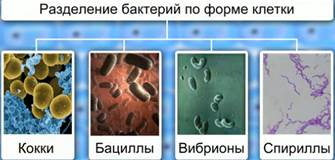 Разделение бактерий по форме клетки
Кокки
Бациллы
Вибрионы
Спириллы